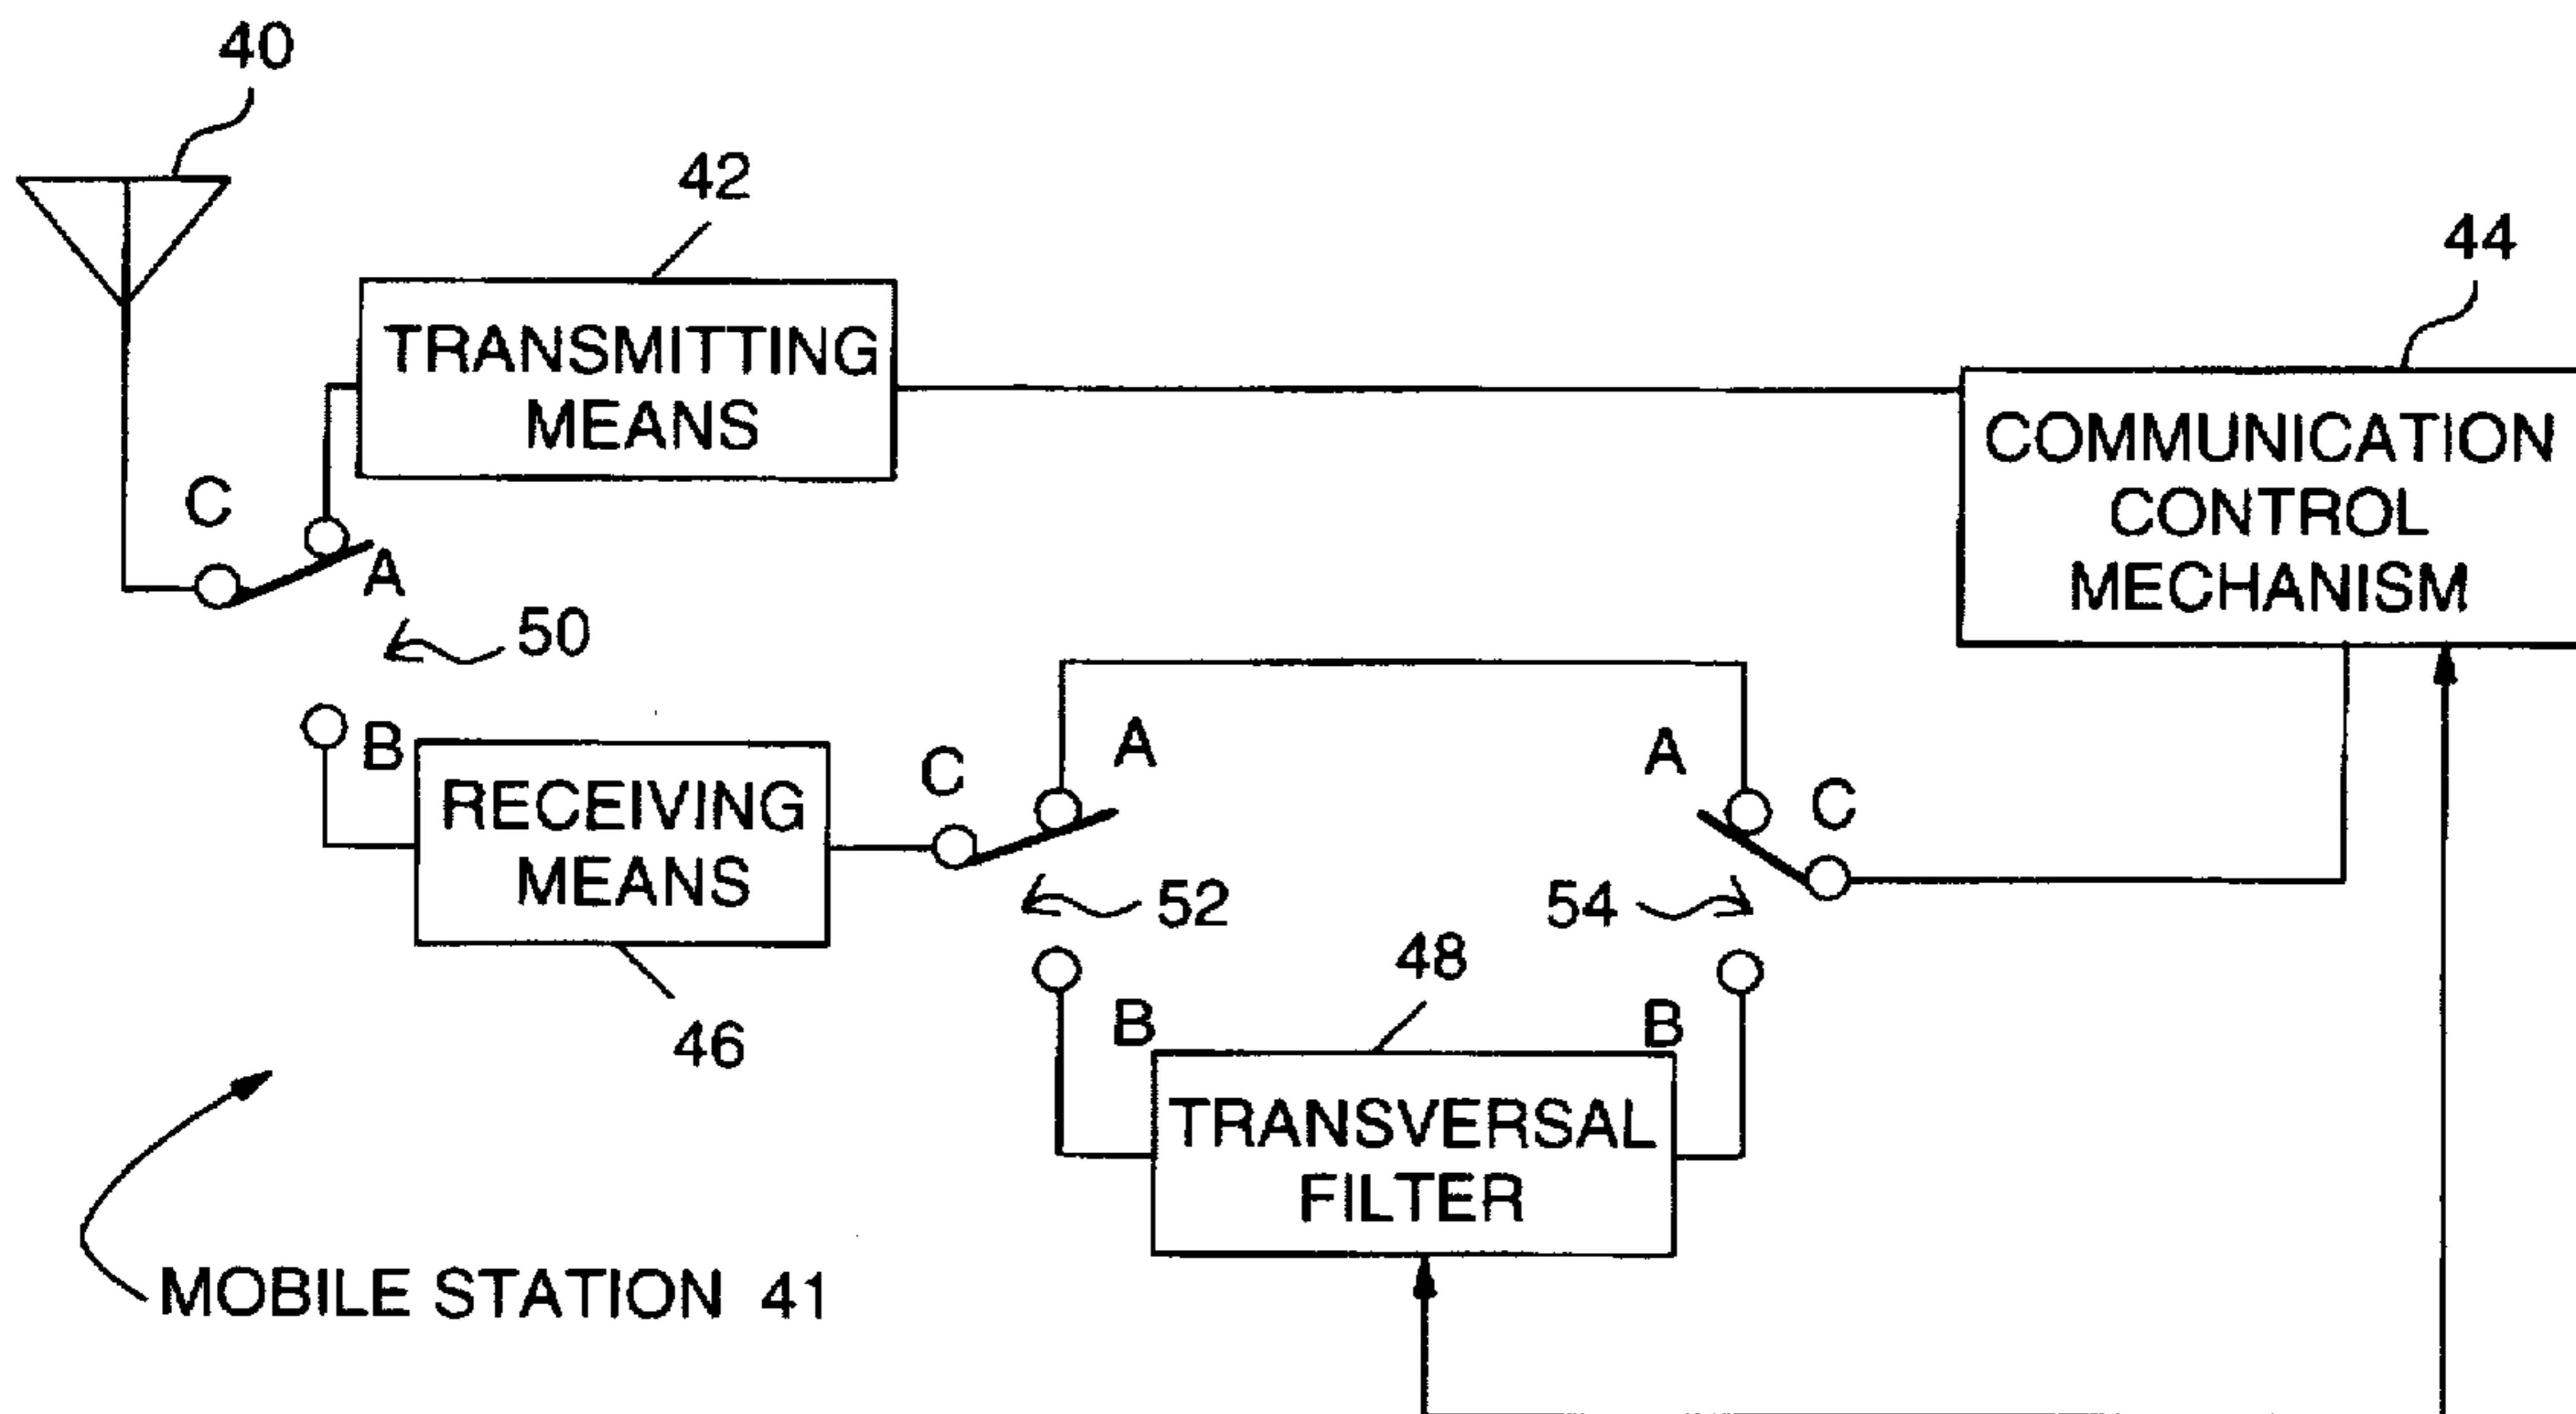 40
42
44
TRANSMITTING
MEANS
COMMUNICATION
CONTROL
MECHANISM
C
A
50
B
RECEIVING
MEANS
46
C
A
52
B
A
C
54
B
48
TRANSVERSAL
FILTER
MOBILE STATION 41